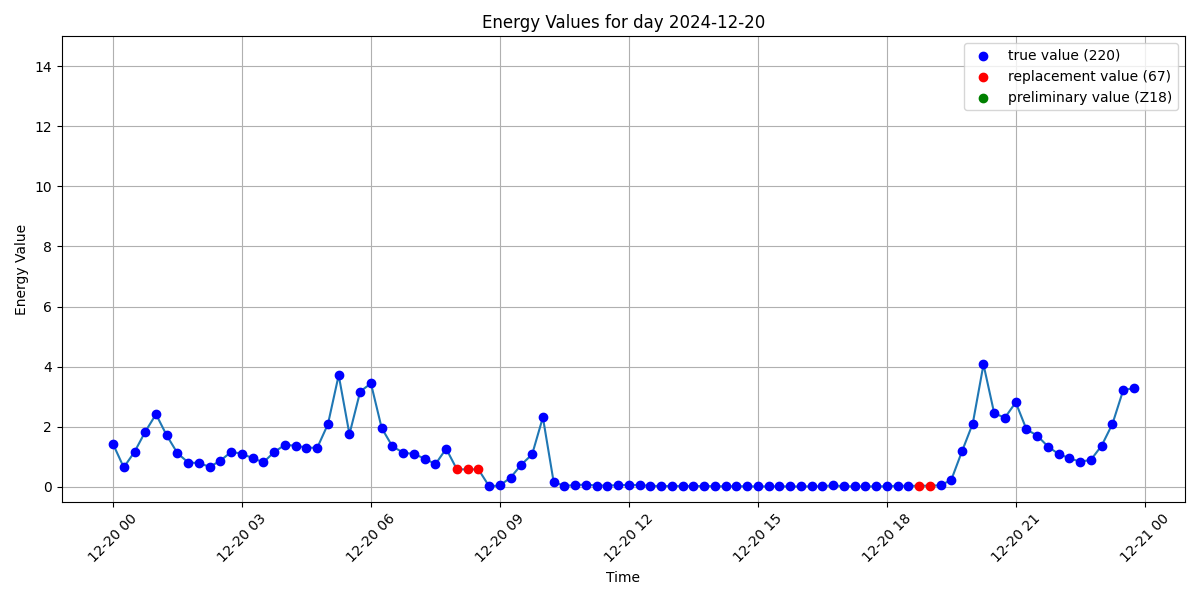 Energy Values for day 2024-12-20
true value (220)
replacement value (67)
preliminary value (Z18)
14
12
10
8
6
4
2
0
Energy Value
12-20 00
12-20 03
12-20 06
12-20 09
12-20 12
12-20 15
12-20 18
12-20 21
12-21 00
Time